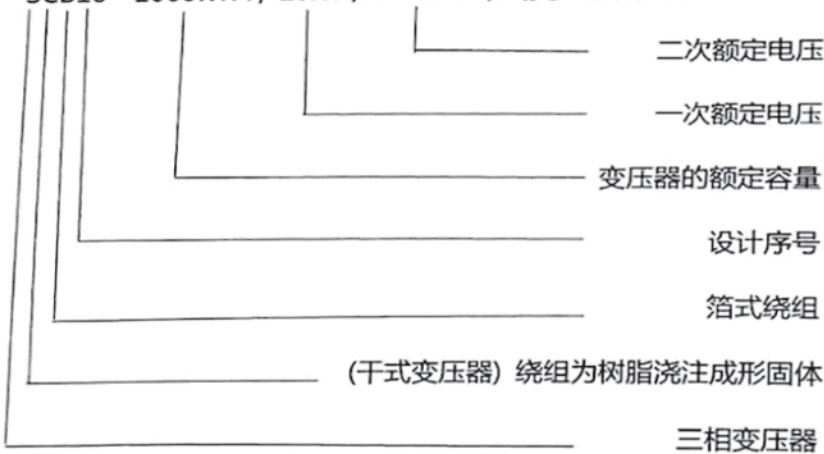 二次额定电压
一次额定电压
变压器的额定容量
设计序号
箔式绕组
(干式变压器) 绕组为树脂浇注成形固体
三相变压器